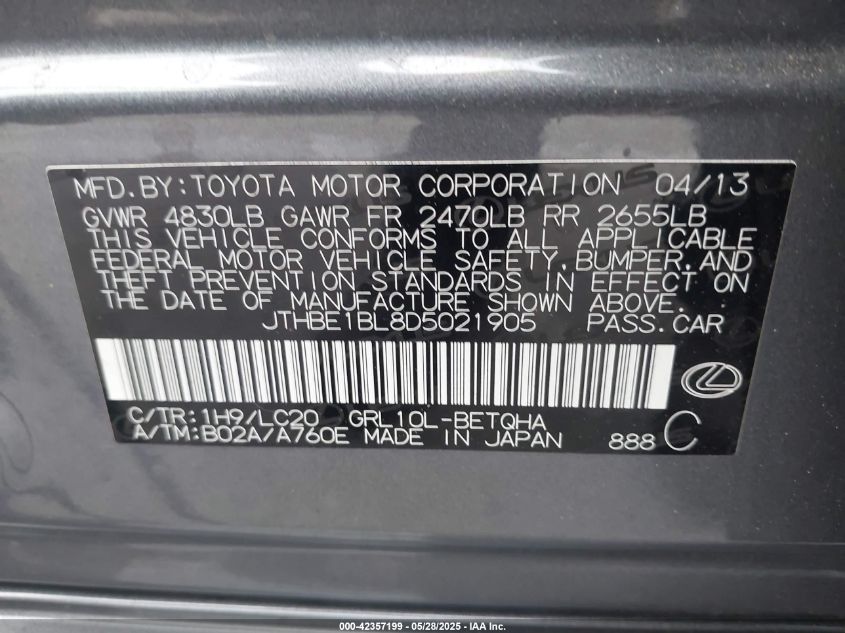 MFD.BY:TOYOTA MOTOR CORPORATION 04/13
GVWR 4830LB GAWR FR 2470LB RR 2655LB
THIS VEHICLE CONFORMS TO ALL APPLICABLE
FEDERAL MOTOR VEHICLE SAFETY,BUMPER,AND
THEFT PREVENTION STANDARDS IN EFFECT ON
THE DATE OF MANUFACTURE SHOWN ABOVE.
JTHBE1BL8D5021905 PASS.CAR
C/TR:1H9/LC20 GRL10L-BETQHA
A/TM:B02A/A760E MADE IN JAPAN 888 C
000-42357199 - 05/28/2025 - IAA Inc.